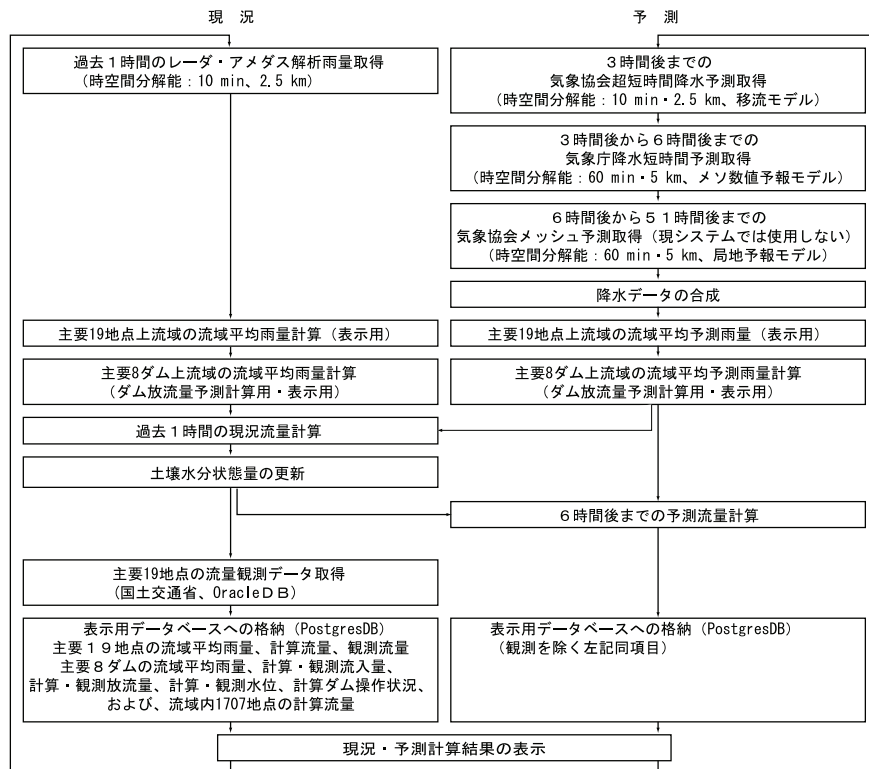 現 況
過去１時間のレーダ・アメダス解析雨量取得
（時空間分解能：10 min、2.5 km）
主要19地点上流域の流域平均雨量計算（表示用）
主要8ダム上流域の流域平均雨量計算
（ダム放流量予測計算用・表示用）
過去１時間の現況流量計算
土壌水分状態量の更新
主要19地点の流量観測データ取得
（国土交通省、OracleＤＢ）
表示用データベースへの格納（PostgresDB）
主要１９地点の流域平均雨量、計算流量、観測流量
主要８ダムの流域平均雨量、計算・観測流入量、
計算・観測放流量、計算・観測水位、計算ダム操作状況、
および、流域内1707地点の計算流量
予 測
３時間後までの
気象協会超短時間降水予測取得
（時空間分解能：10 min・2.5 km、移流モデル）
３時間後から６時間後までの
気象庁降水短時間予測取得
（時空間分解能：60 min・5 km、メソ数値予報モデル）
６時間後から５１時間後までの
気象協会メッシュ予測取得（現システムでは使用しない）
（時空間分解能：60 min・5 km、局地予報モデル）
降水データの合成
主要19地点上流域の流域平均予測雨量（表示用）
主要8ダム上流域の流域平均予測雨量計算
（ダム放流量予測計算用・表示用）
６時間後までの予測流量計算
表示用データベースへの格納（PostgresDB）
（観測を除く左記同項目）
現況・予測計算結果の表示